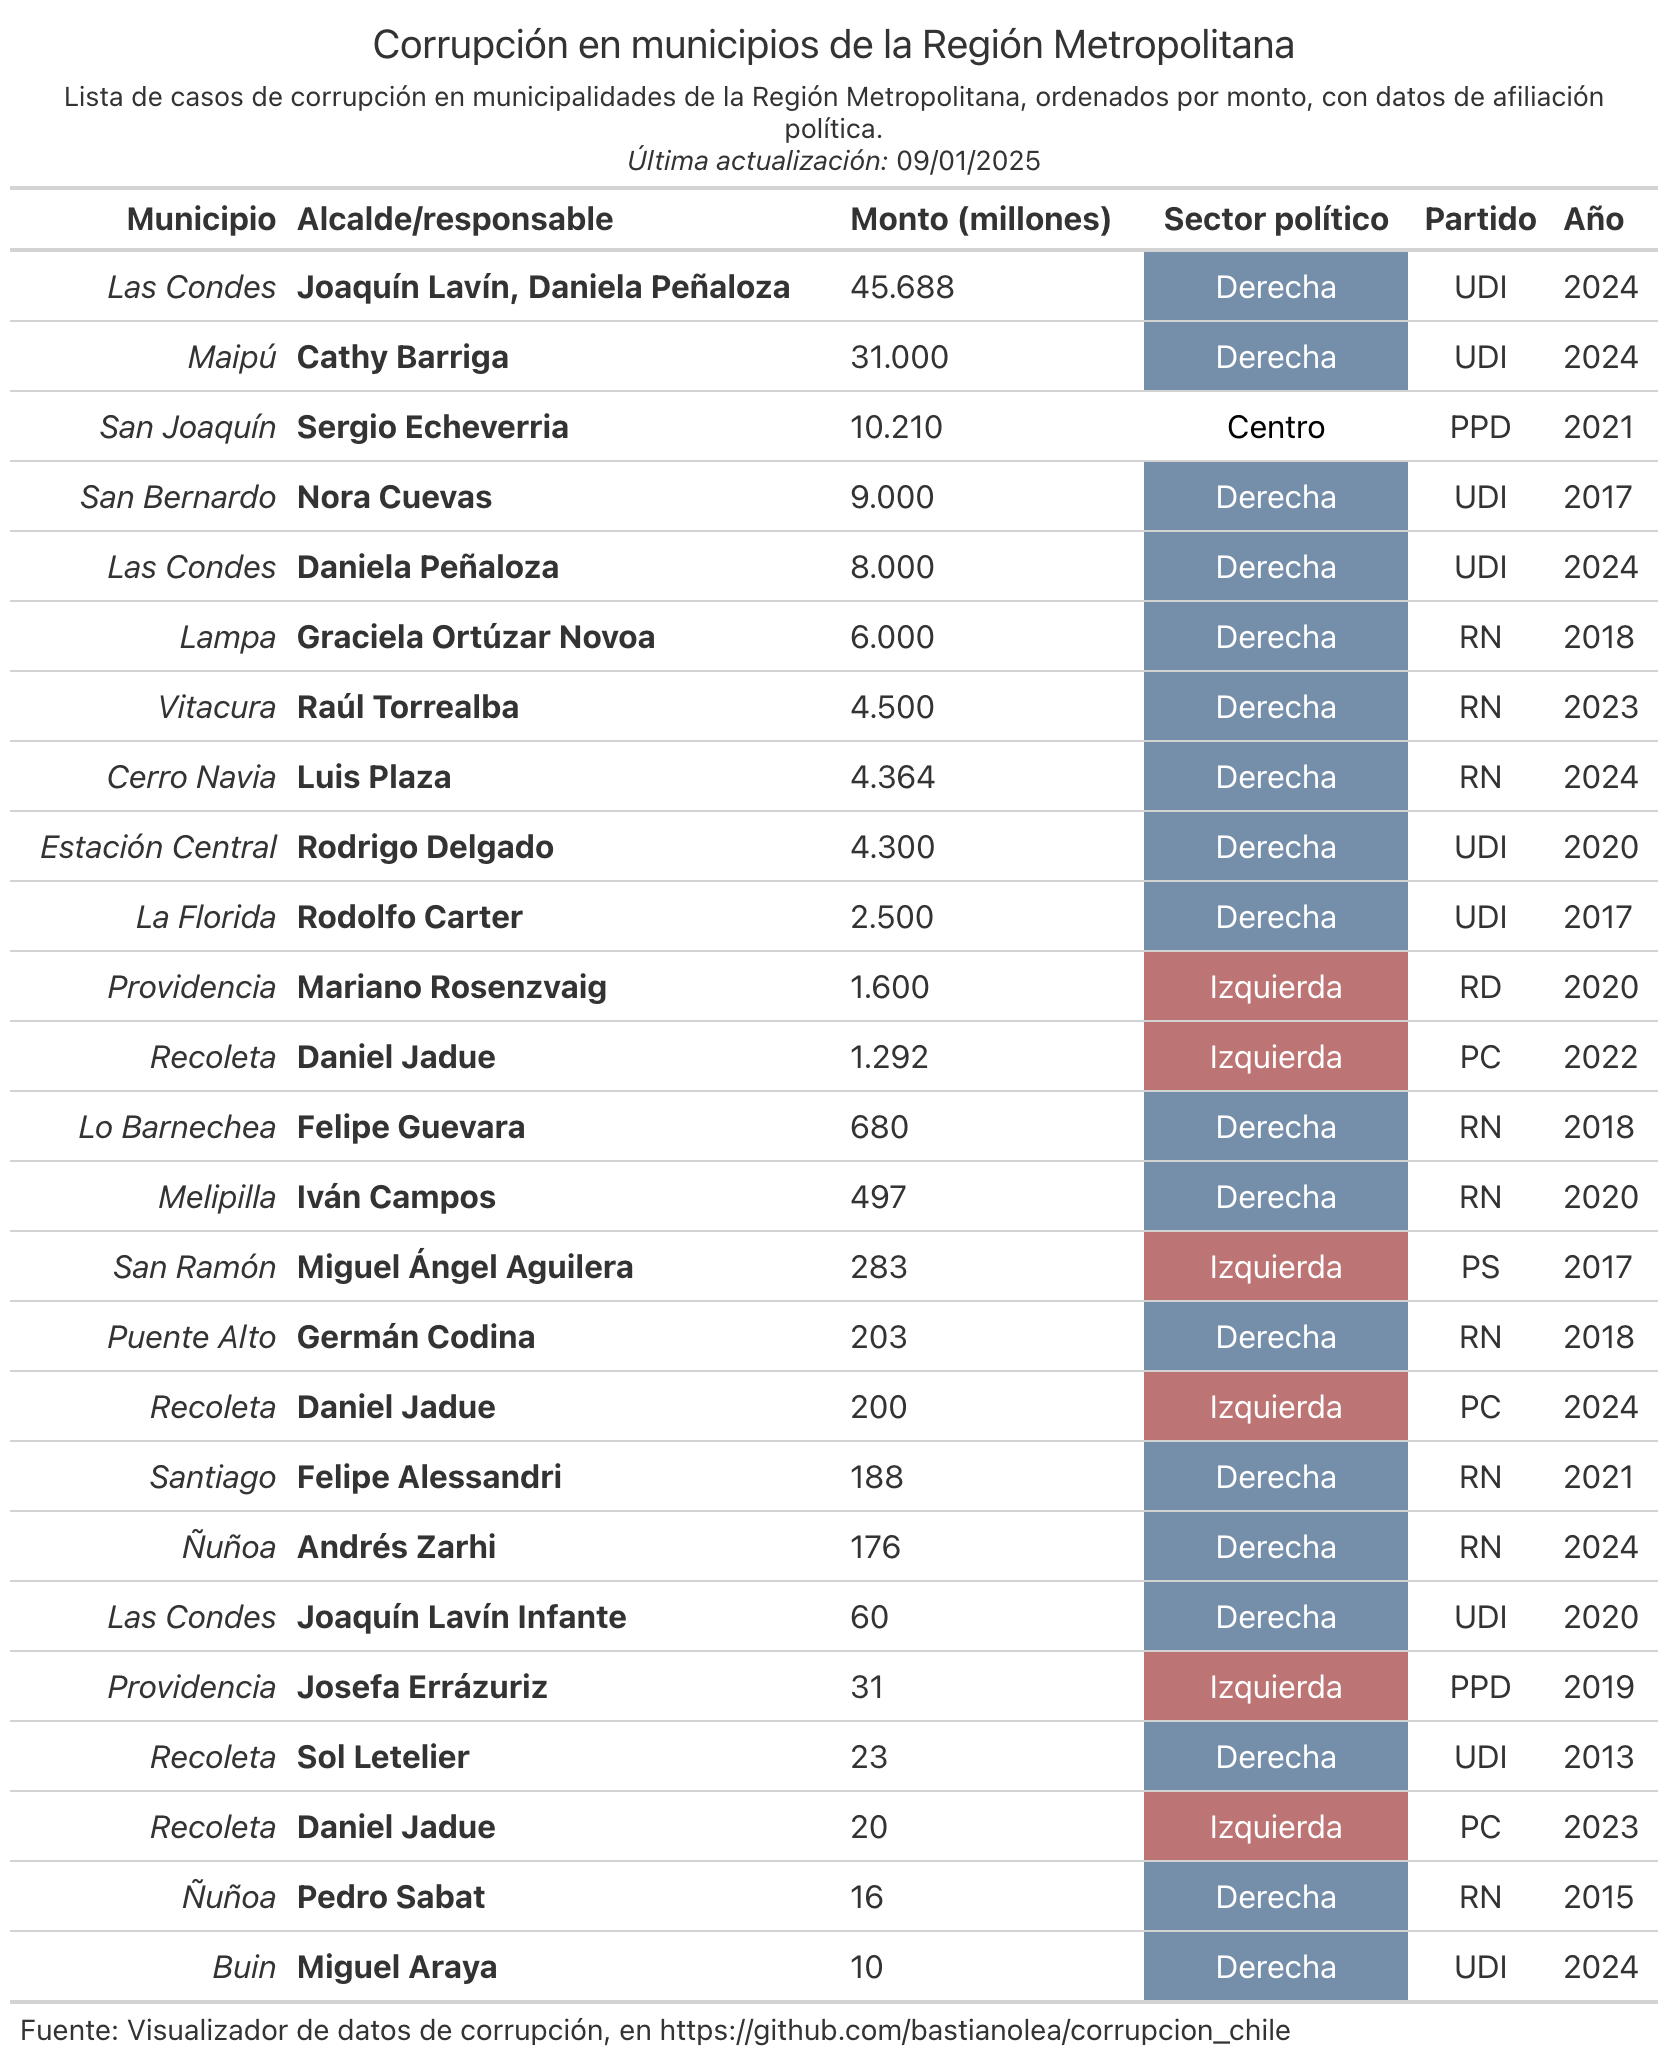 Corrupción en municipios de la Región Metropolitana
Lista de casos de corrupción en municipalidades de la Región Metropolitana, ordenados por monto, con datos de afiliación
política.
Última actualización: 09/01/2025
Municipio Alcalde/responsable Monto (millones) Sector político Partido Año
Las Condes Joaquín Lavín, Daniela Peñaloza 45.688 Derecha UDI 2024
Maipú Cathy Barriga 31.000 Derecha UDI 2024
San Joaquín Sergio Echeverria 10.210 Centro PPD 2021
San Bernardo Nora Cuevas 9.000 Derecha UDI 2017
Las Condes Daniela Peñaloza 8.000 Derecha UDI 2024
Lampa Graciela Ortúzar Novoa 6.000 Derecha RN 2018
Vitacura Raúl Torrealba 4.500 Derecha RN 2023
Cerro Navia Luis Plaza 4.364 Derecha RN 2024
Estación Central Rodrigo Delgado 4.300 Derecha UDI 2020
La Florida Rodolfo Carter 2.500 Derecha UDI 2017
Providencia Mariano Rosenzvaig 1.600 Izquierda RD 2020
Recoleta Daniel Jadue 1.292 Izquierda PC 2022
Lo Barnechea Felipe Guevara 680 Derecha RN 2018
Melipilla Iván Campos 497 Derecha RN 2020
San Ramón Miguel Ángel Aguilera 283 Izquierda PS 2017
Puente Alto Germán Codina 203 Derecha RN 2018
Recoleta Daniel Jadue 200 Izquierda PC 2024
Santiago Felipe Alessandri 188 Derecha RN 2021
Ñuñoa Andrés Zarhi 176 Derecha RN 2024
Las Condes Joaquín Lavín Infante 60 Derecha UDI 2020
Providencia Josefa Errázuriz 31 Izquierda PPD 2019
Recoleta Sol Letelier 23 Derecha UDI 2013
Recoleta Daniel Jadue 20 Izquierda PC 2023
Ñuñoa Pedro Sabat 16 Derecha RN 2015
Buin Miguel Araya 10 Derecha UDI 2024
Fuente: Visualizador de datos de corrupción, en https://github.com/bastianolea/corrupcion_chile